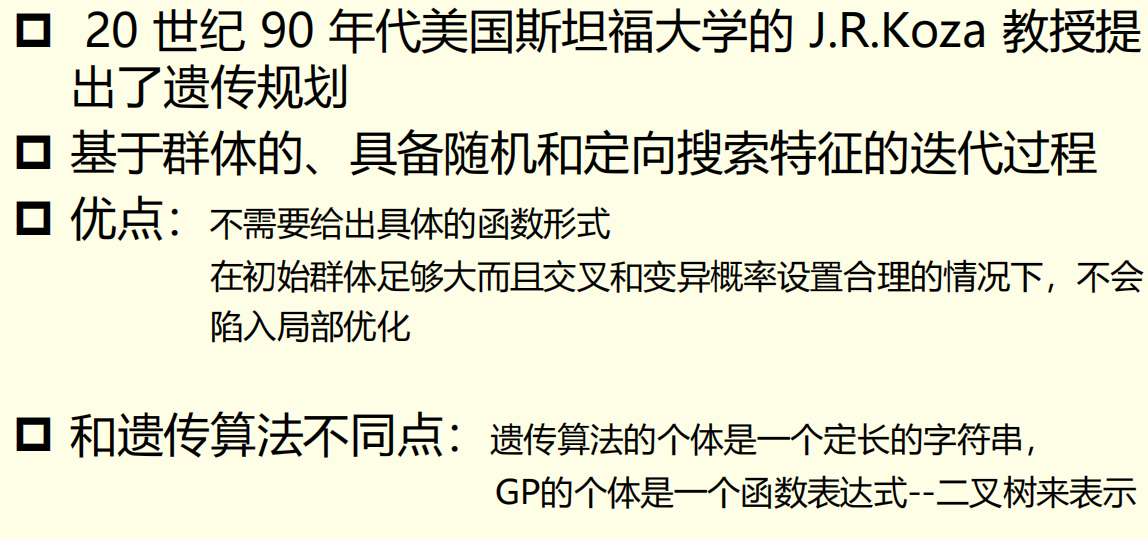 20 世纪 90 年代美国斯坦福大学的 J.R.Koza 教授提
出了遗传规划
基于群体的、具备随机和定向搜索特征的迭代过程
优点：不需要给出具体的函数形式
在初始群体足够大而且交叉和变异概率设置合理的情况下，不会
陷入局部优化
和遗传算法不同点：遗传算法的个体是一个定长的字符串，
GP的个体是一个函数表达式--二叉树来表示